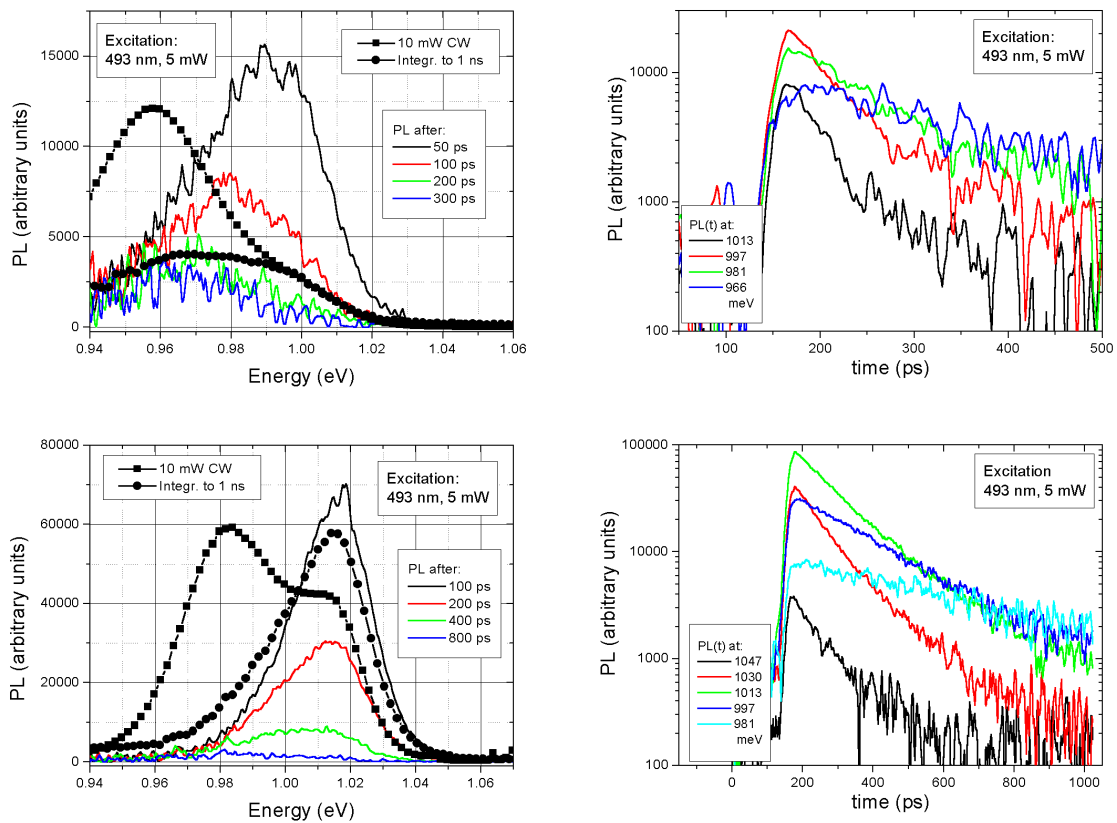 Excitation:
493 nm, 5 mW
10 mW CW
Integr. to 1 ns
PL after:
50 ps
100 ps
200 ps
300 ps
15000
10000
5000
0
PL (arbitrary units)
0.94 0.96 0.98 1.00 1.02 1.04 1.06
Energy (eV)
Excitation:
493 nm, 5 mW
10000
1000
100
PL (arbitrary units)
PL(t) at:
1013
997
981
966
meV
100 200 300 400 500
time (ps)
10 mW CW
Integr. to 1 ns
Excitation:
493 nm, 5 mW
PL after:
100 ps
200 ps
400 ps
800 ps
80000
60000
40000
20000
0
PL (arbitrary units)
0.94 0.96 0.98 1.00 1.02 1.04 1.06
Energy (eV)
Excitation
493 nm, 5 mW
100000
10000
1000
100
PL (arbitrary units)
PL(t) at:
1047
1030
1013
997
981
meV
0 200 400 600 800 1000
time (ps)